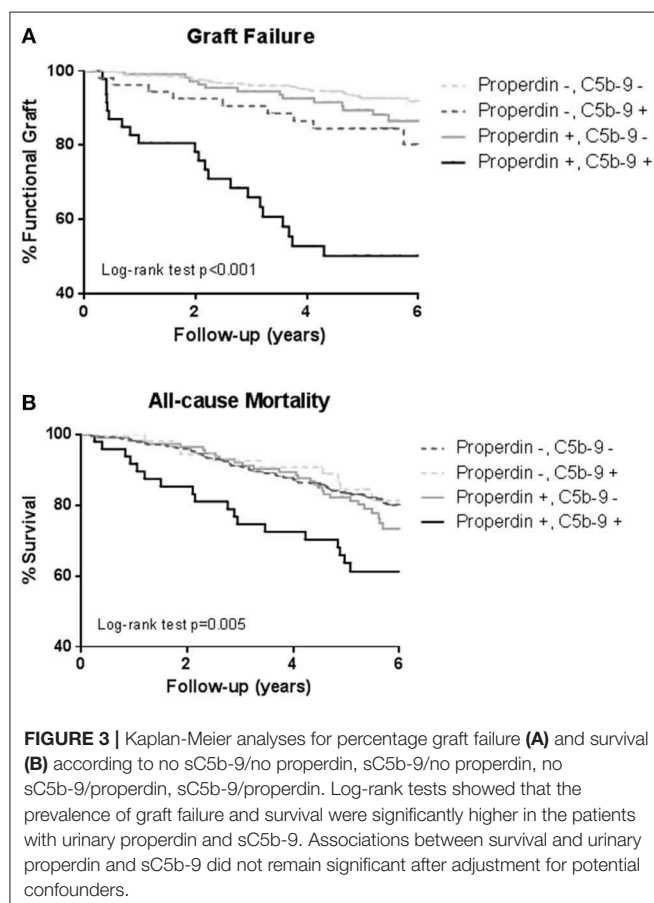 A
Graft Failure
100
80
60
40
% Functional Graft
Log-rank test p<0.001
0
2
4
6
Follow-up (years)
Properdin -, C5b-9 -
Properdin -, C5b-9 +
Properdin +, C5b-9 -
Properdin +, C5b-9 +
B
All-cause Mortality
100
80
60
40
% Survival
Log-rank test p=0.005
0
2
4
6
Follow-up (years)
Properdin -, C5b-9 -
Properdin -, C5b-9 +
Properdin +, C5b-9 -
Properdin +, C5b-9 +
FIGURE 3 | Kaplan-Meier analyses for percentage graft failure (A) and survival
(B) according to no sC5b-9/no properdin, sC5b-9/no properdin, no
sC5b-9/properdin, sC5b-9/properdin. Log-rank tests showed that the
prevalence of graft failure and survival were significantly higher in the patients
with urinary properdin and sC5b-9. Associations between survival and urinary
properdin and sC5b-9 did not remain significant after adjustment for potential
confounders.